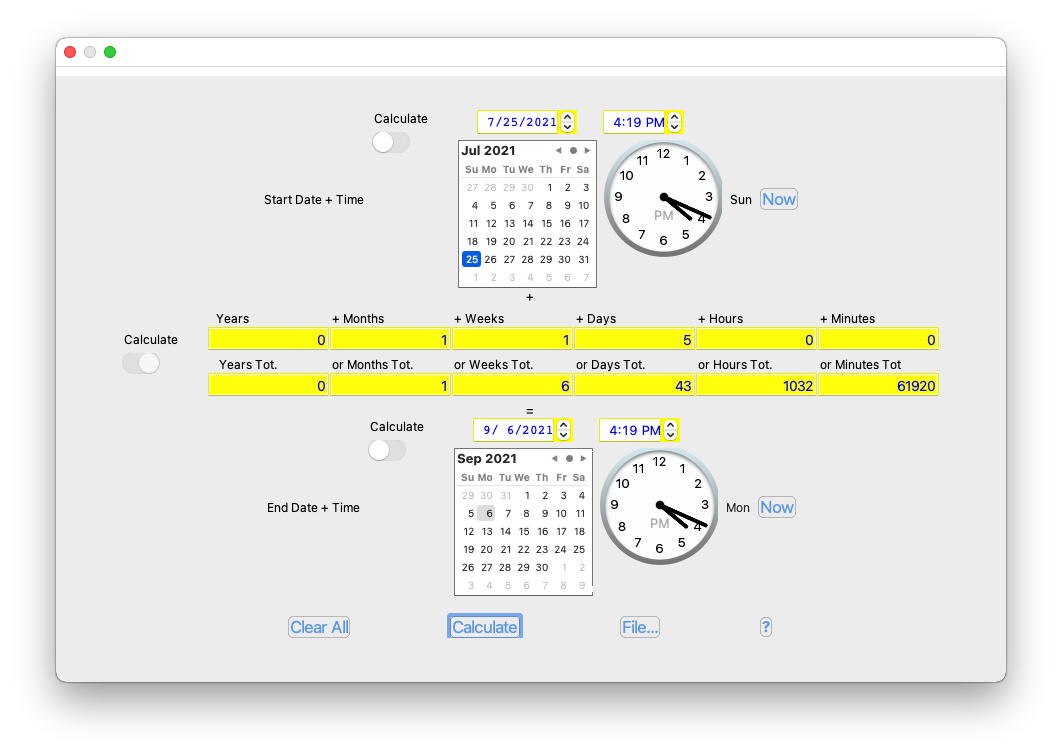 Calculate
7/25/2021 4:19 PM
Jul 2021
Su Mo Tu We Th Fr Sa
27 28 29 30 1 2 3
4 5 6 7 8 9 10
11 12 13 14 15 16 17
18 19 20 21 22 23 24
25 26 27 28 29 30 31
1 2 3 4 5 6 7
12 1 2 3 4 5 6 7 8 9 10 11
PM
Start Date + Time
Sun Now
+
Years + Months + Weeks + Days + Hours + Minutes
Calculate
0 1 1 5 0 0
Years Tot. or Months Tot. or Weeks Tot. or Days Tot. or Hours Tot. or Minutes Tot
0 1 6 43 1032 61920
=
Calculate
9/ 6/2021 4:19 PM
Sep 2021
Su Mo Tu We Th Fr Sa
29 30 31 1 2 3 4
5 6 7 8 9 10 11
12 13 14 15 16 17 18
19 20 21 22 23 24 25
26 27 28 29 30 1 2
3 4 5 6 7 8 9
12 1 2 3 4 5 6 7 8 9 10 11
PM
End Date + Time
Mon Now
Clear All Calculate File... ?